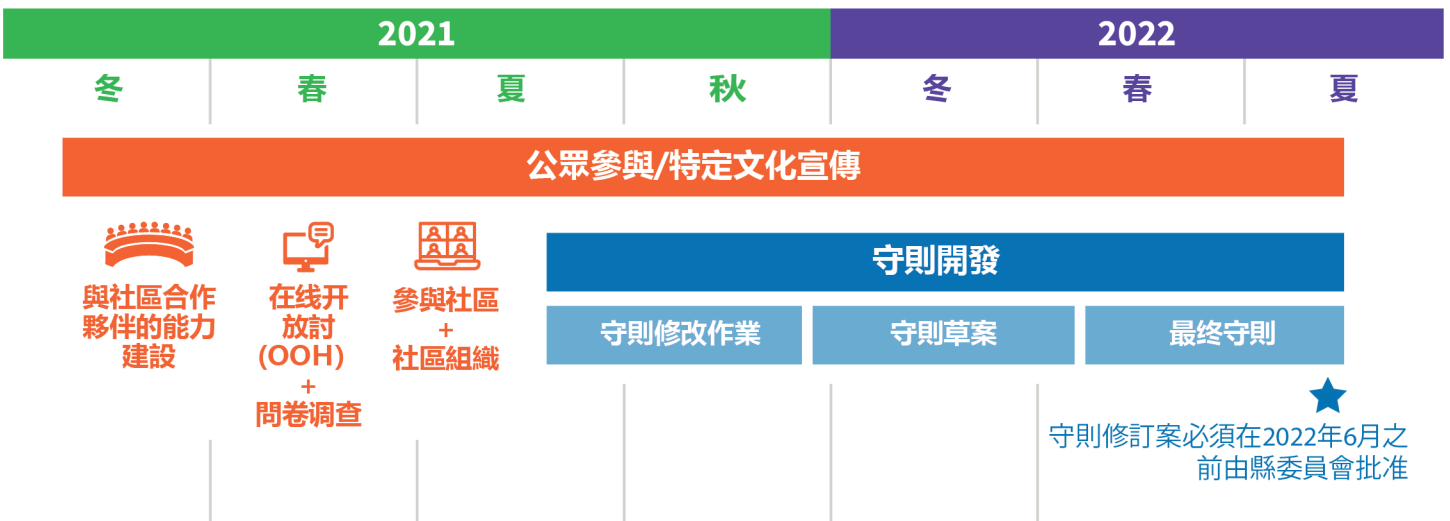 2021
2022
冬
春
夏
秋
冬
春
夏
公眾參與/特定文化宣傳
與社區合作
夥伴的能力
建設
在线开
放討
(OOH)
+
問卷调查
參與社區
+
社區組織
守則開發
守則修改作業
守則草案
最终守則
守則修訂案必須在2022年6月之
前由縣委員會批准